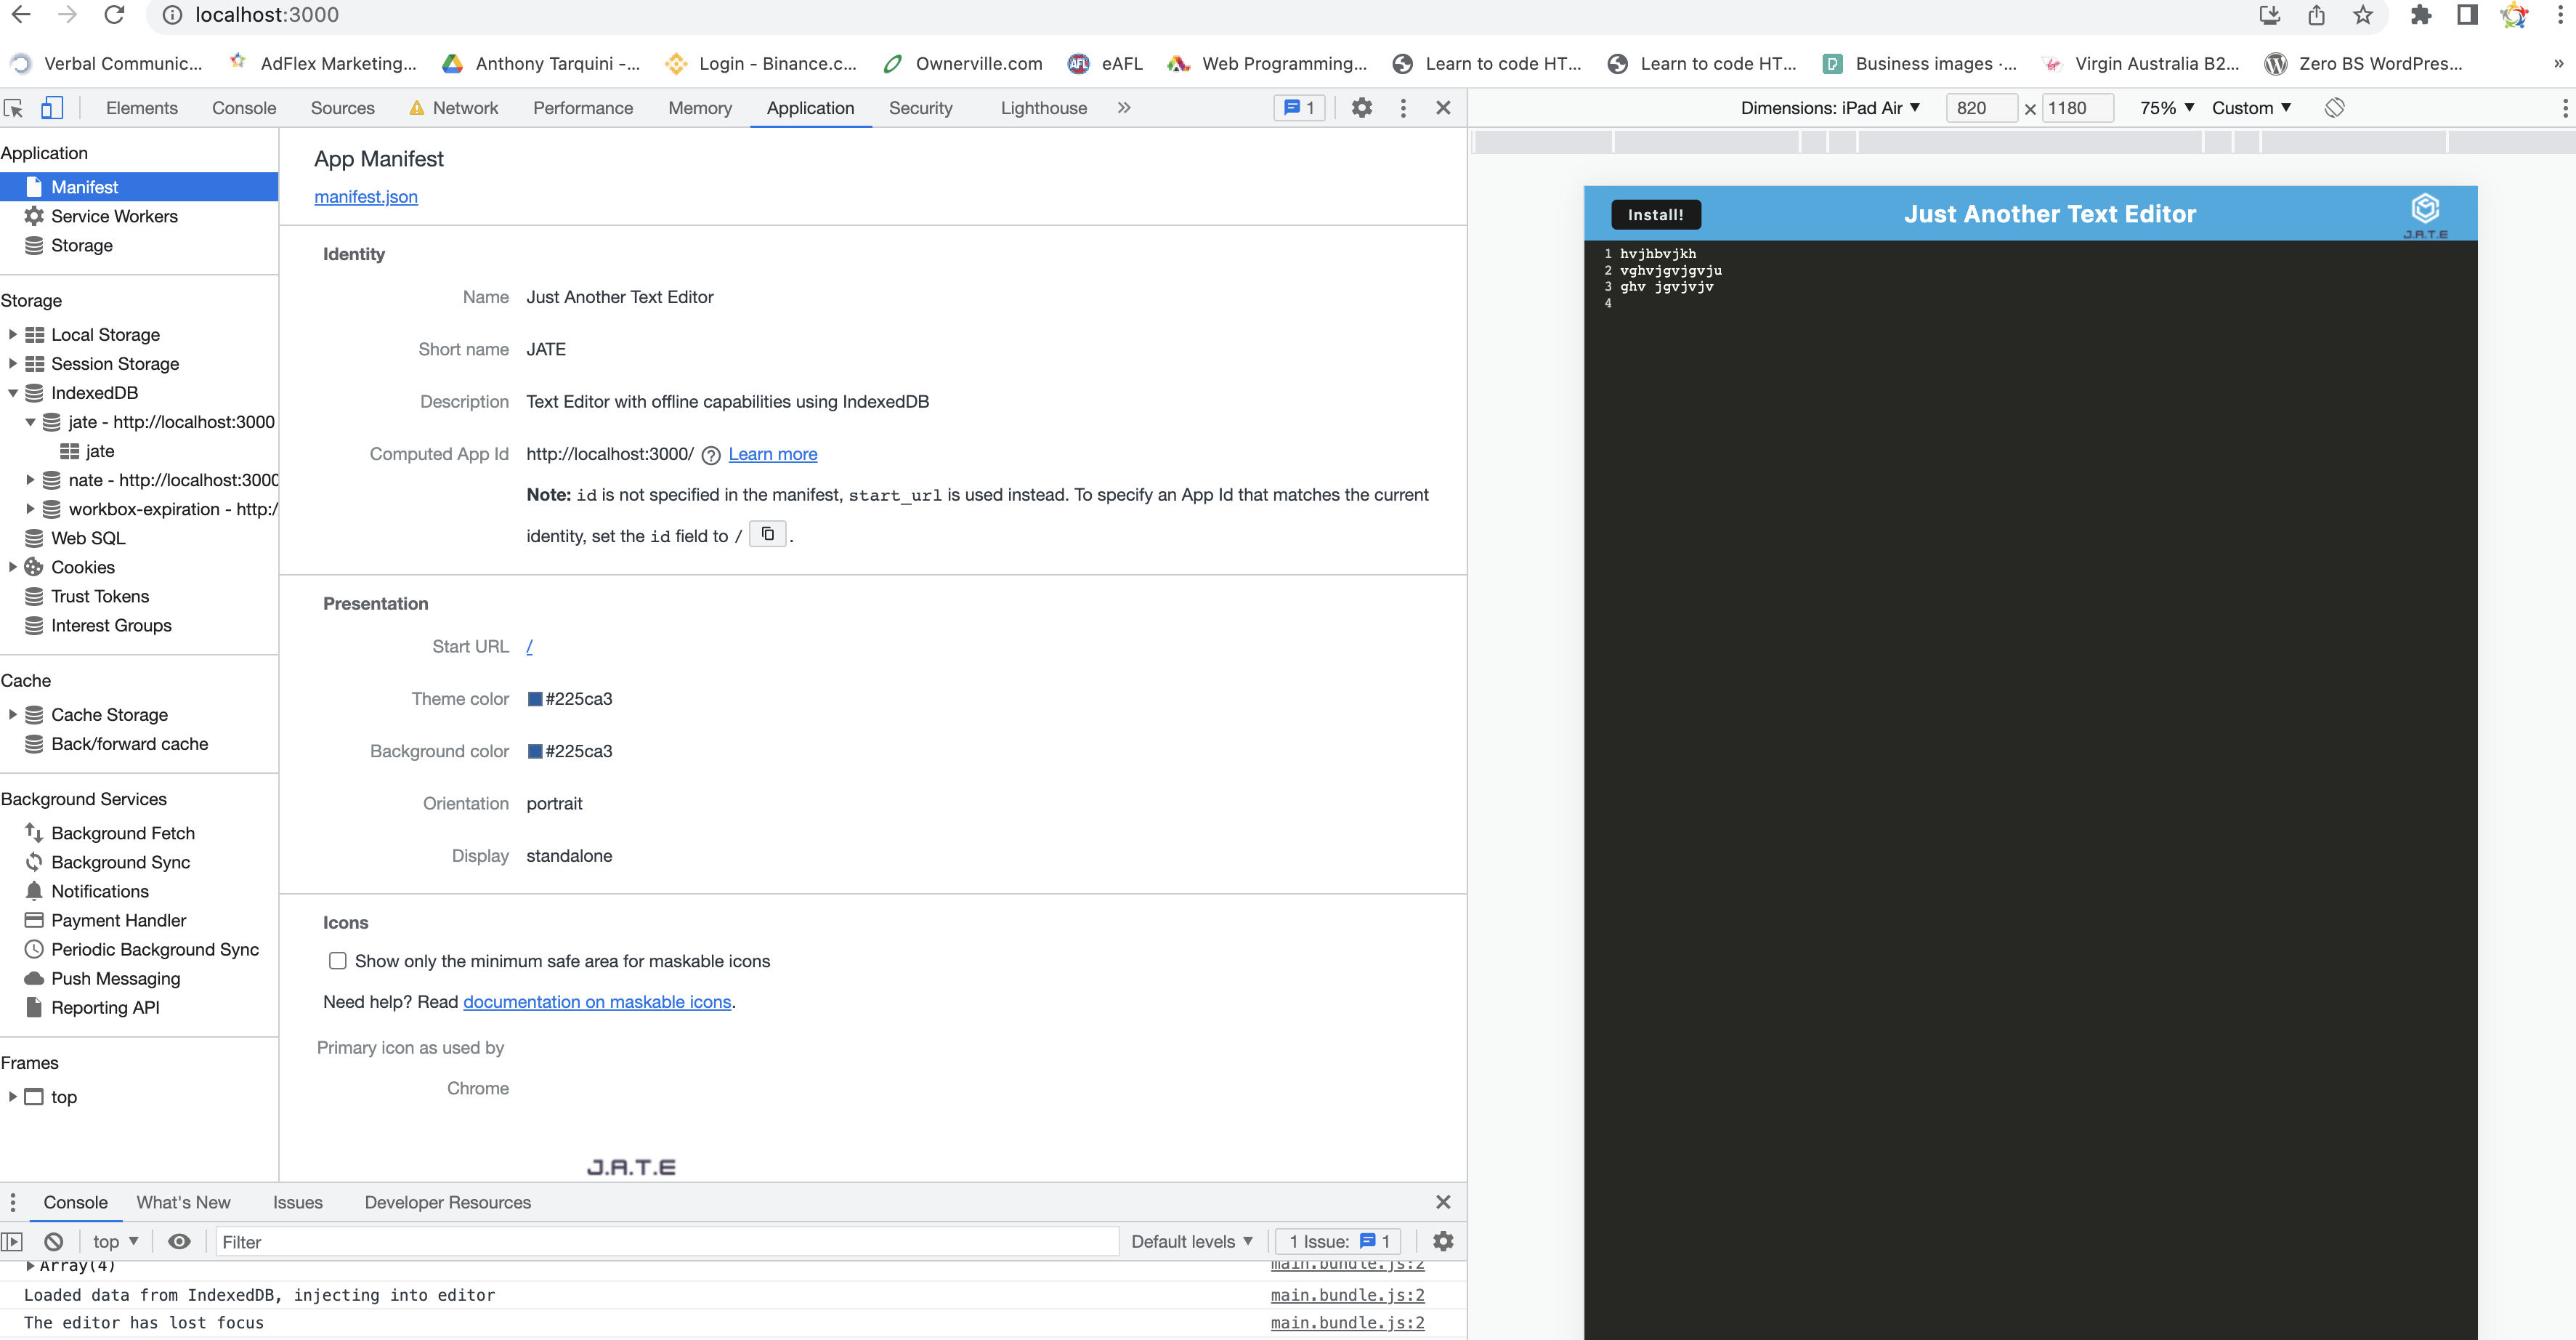 localhost:3000
Verbal Communic...
AdFlex Marketing...
Anthony Tarquini -...
Login - Binance.c...
Ownerville.com
AFL
eAFL
Web Programming...
Learn to code HT...
Learn to code HT...
D
Business images ·...
Virgin Australia B2...
Zero BS WordPres...
»
Elements
Console
Sources
Network
Performance
Memory
Application
Security
Lighthouse
1
Dimensions: iPad Air
820
×
1180
75%
Custom
Application
Manifest
Service Workers
Storage
Storage
Local Storage
Session Storage
IndexedDB
jate - http://localhost:3000
jate
nate - http://localhost:3000
workbox-expiration - http:/
Web SQL
Cookies
Trust Tokens
Interest Groups
Cache
Cache Storage
Back/forward cache
Background Services
Background Fetch
Background Sync
Notifications
Payment Handler
Periodic Background Sync
Push Messaging
Reporting API
Frames
top
App Manifest
manifest.json
Identity
Name Just Another Text Editor
Short name JATE
Description Text Editor with offline capabilities using IndexedDB
Computed App Id http://localhost:3000/ Learn more
Note: id is not specified in the manifest, start_url is used instead. To specify an App Id that matches the current
identity, set the id field to / .
Presentation
Start URL /
Theme color #225ca3
Background color #225ca3
Orientation portrait
Display standalone
Icons
Show only the minimum safe area for maskable icons
Need help? Read documentation on maskable icons.
Primary icon as used by
Chrome
J.A.T.E
Install!
Just Another Text Editor
J.A.T.E
1 hvjhbvjkh
2 vghvjgvjgvju
3 ghv jgvjvjv
4
Console
What's New
Issues
Developer Resources
top
Filter
Default levels
1 Issue: 1
Array(4) main.bundle.js:2
Loaded data from IndexedDB, injecting into editor main.bundle.js:2
The editor has lost focus main.bundle.js:2